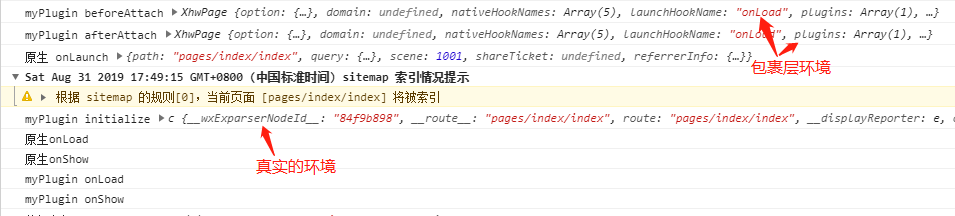 myPlugin beforeAttach ▶ XhwPage {option: {…}, domain: undefined, nativeHookNames: Array(5), launchHookName: "onLoad", plugins: Array(1), …}
myPlugin afterAttach ▶ XhwPage {option: {…}, domain: undefined, nativeHookNames: Array(5), launchHookName: "onLoad", plugins: Array(1), …}
原生 onLaunch ▶ {path: "pages/index/index", query: {…}, scene: 1001, shareTicket: undefined, referrerInfo: {…}}
包裹层环境
▼ Sat Aug 31 2019 17:49:15 GMT+0800 (中国标准时间) sitemap 索引情况提示
▶ 根据 sitemap 的规则[0],当前页面 [pages/index/index] 将被索引
myPlugin initialize ▶ c {__wxExparserNodeId__: "84f9b898", __route__: "pages/index/index", route: "pages/index/index", __displayReporter: e,
原生onLoad
原生onShow
真实的环境
myPlugin onLoad
myPlugin onShow